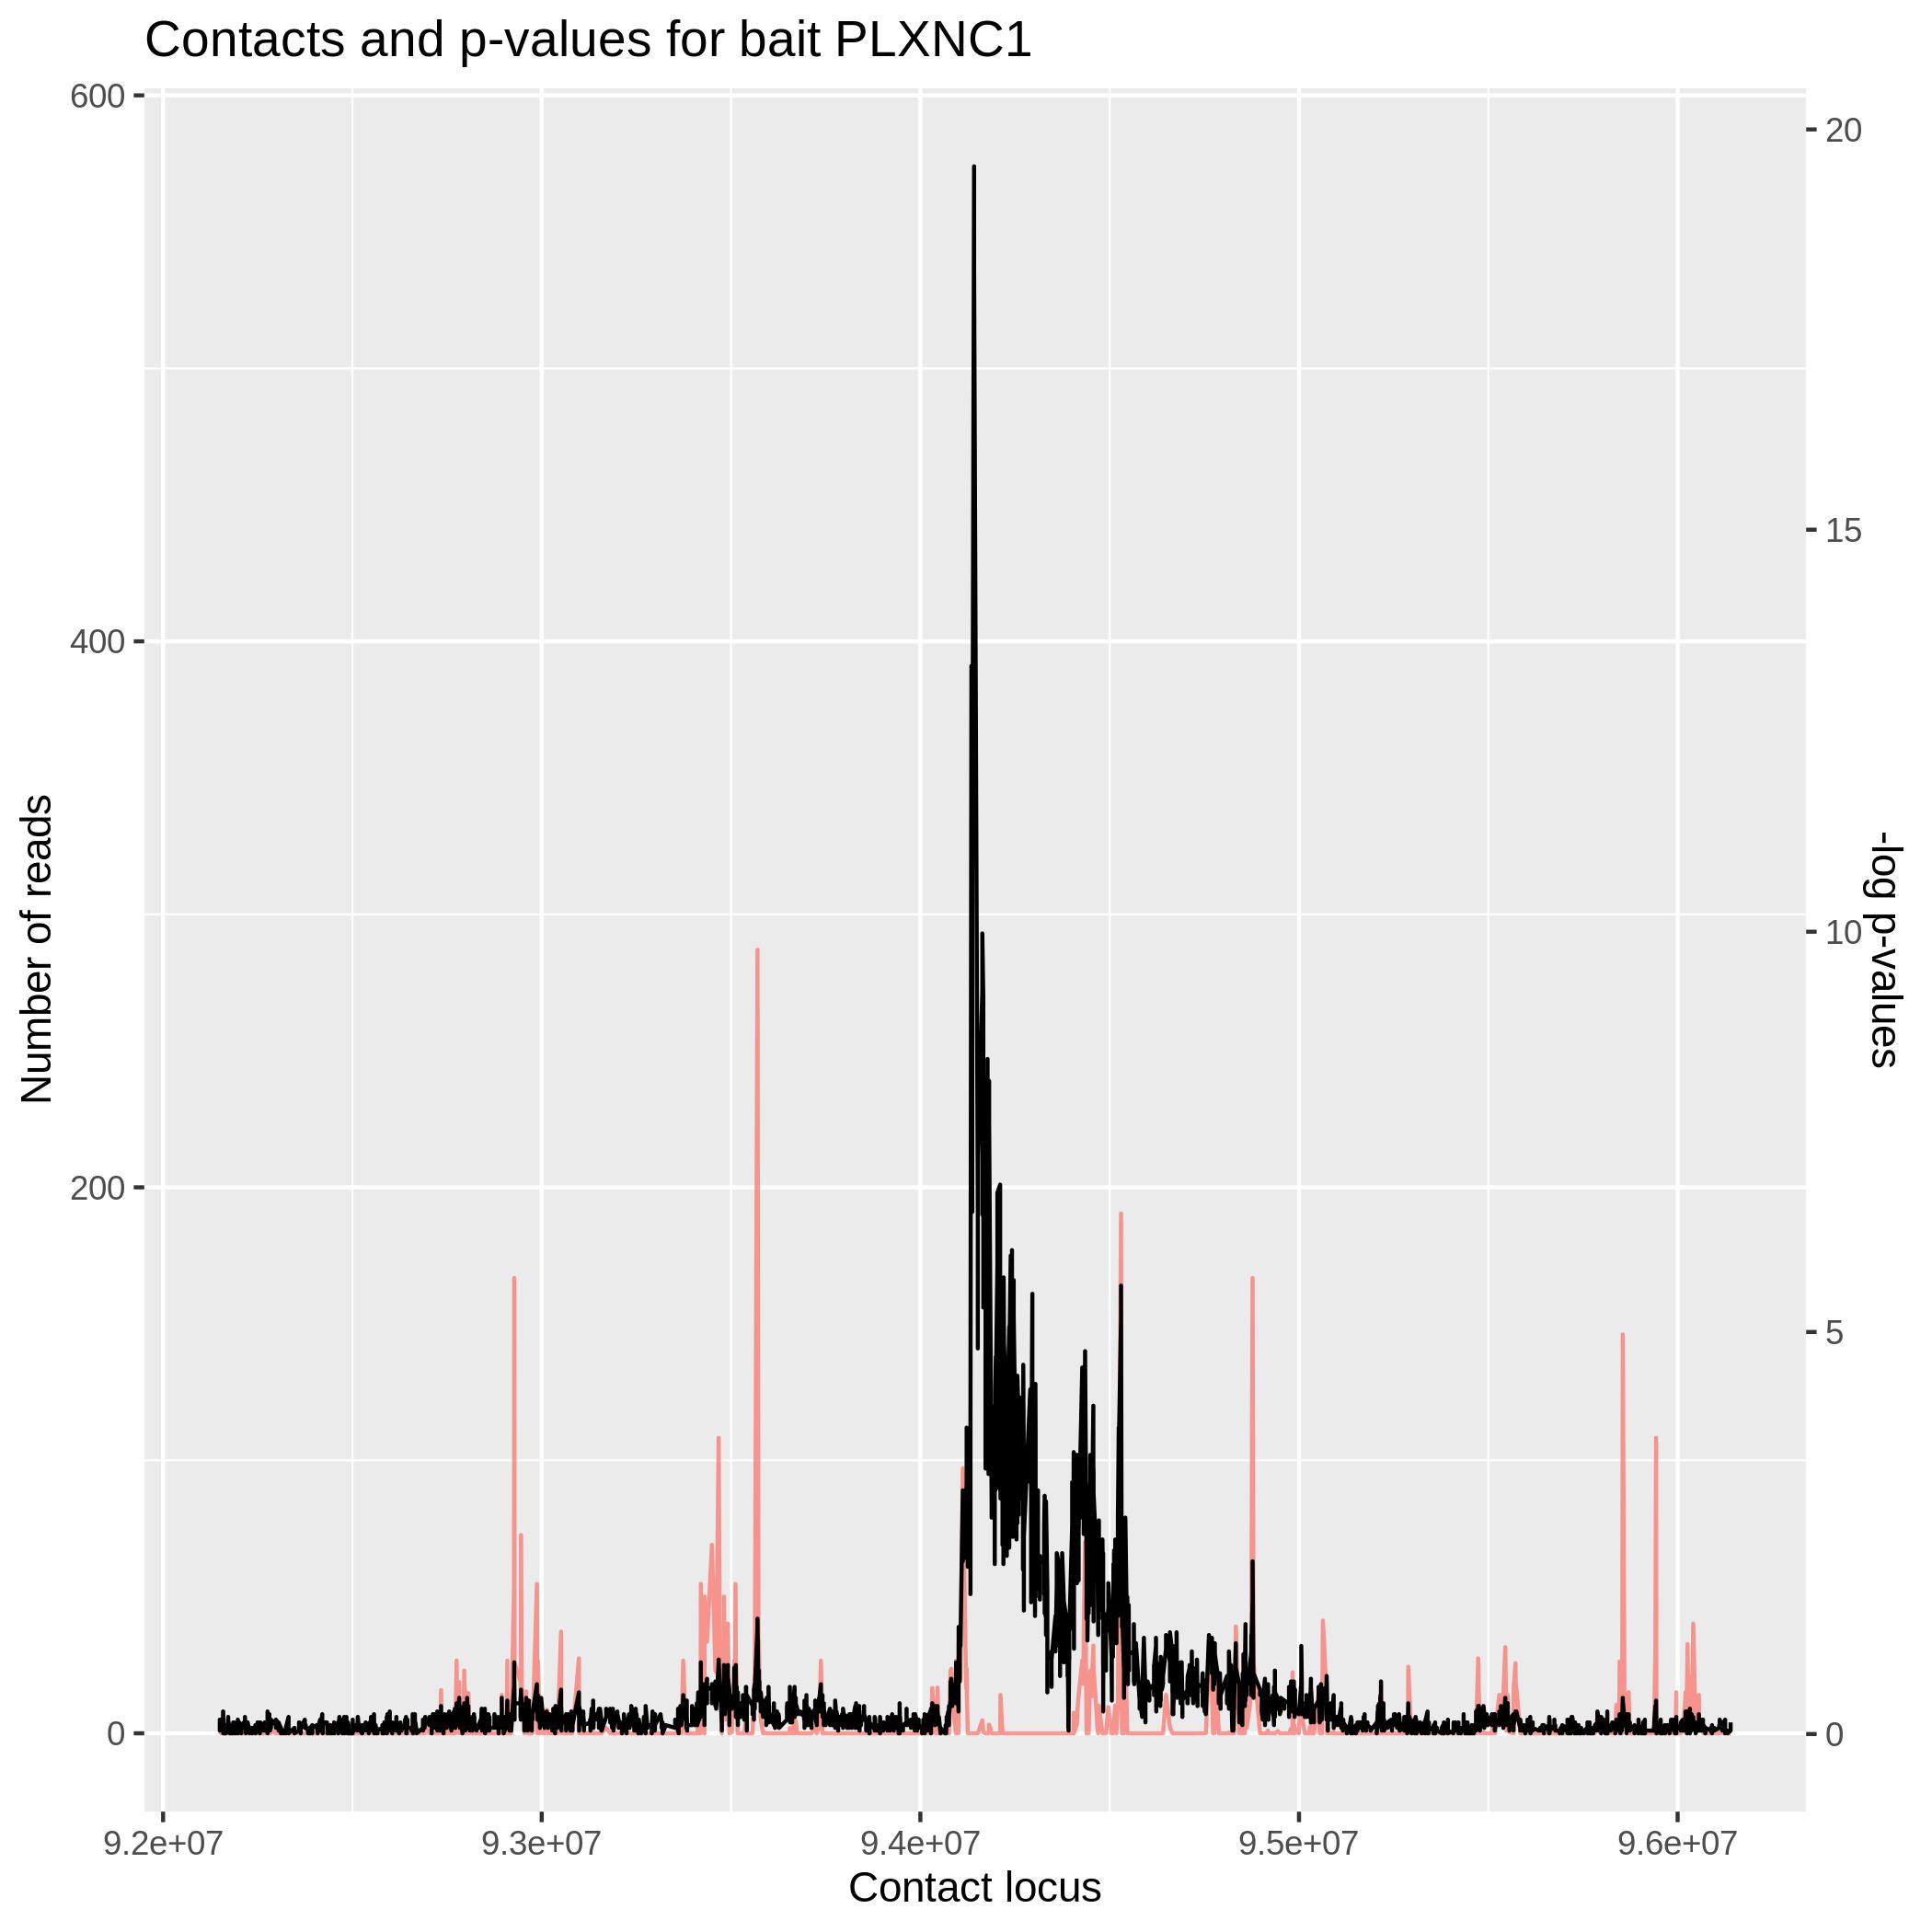 Contacts and p-values for bait PLXNC1
600
400
200
0
Number of reads
20
15
10
5
0
-log p-values
9.2e+07
9.3e+07
9.4e+07
9.5e+07
9.6e+07
Contact locus